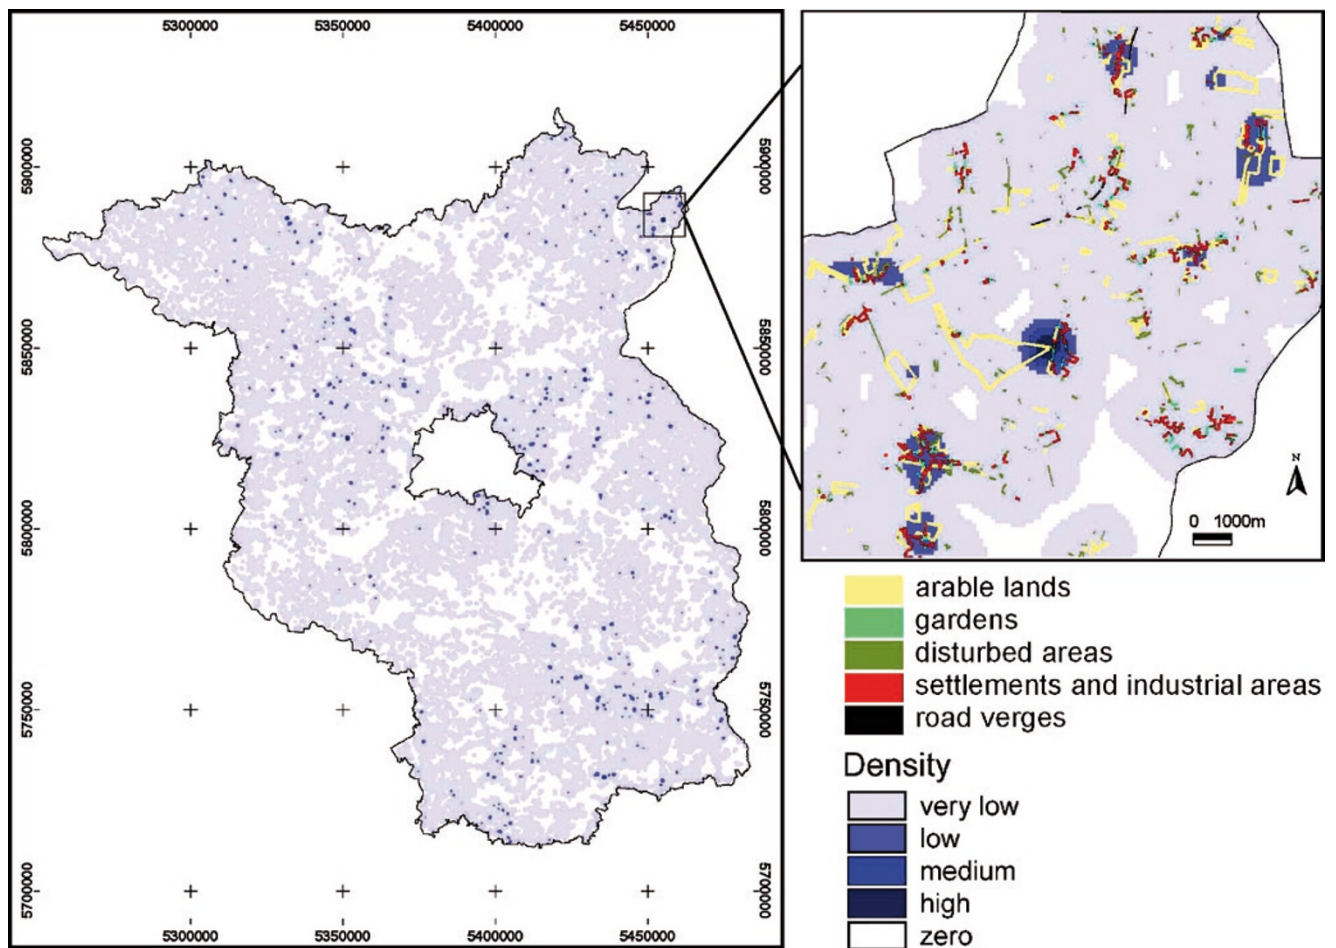 5300000 5350000 5400000 5450000
5900000 5900000
5850000 5850000
5800000 5800000
5750000 5750000
5700000 5700000
5300000 5350000 5400000 5450000
N
0 1000m
arable lands
gardens
disturbed areas
settlements and industrial areas
road verges
Density
very low
low
medium
high
zero